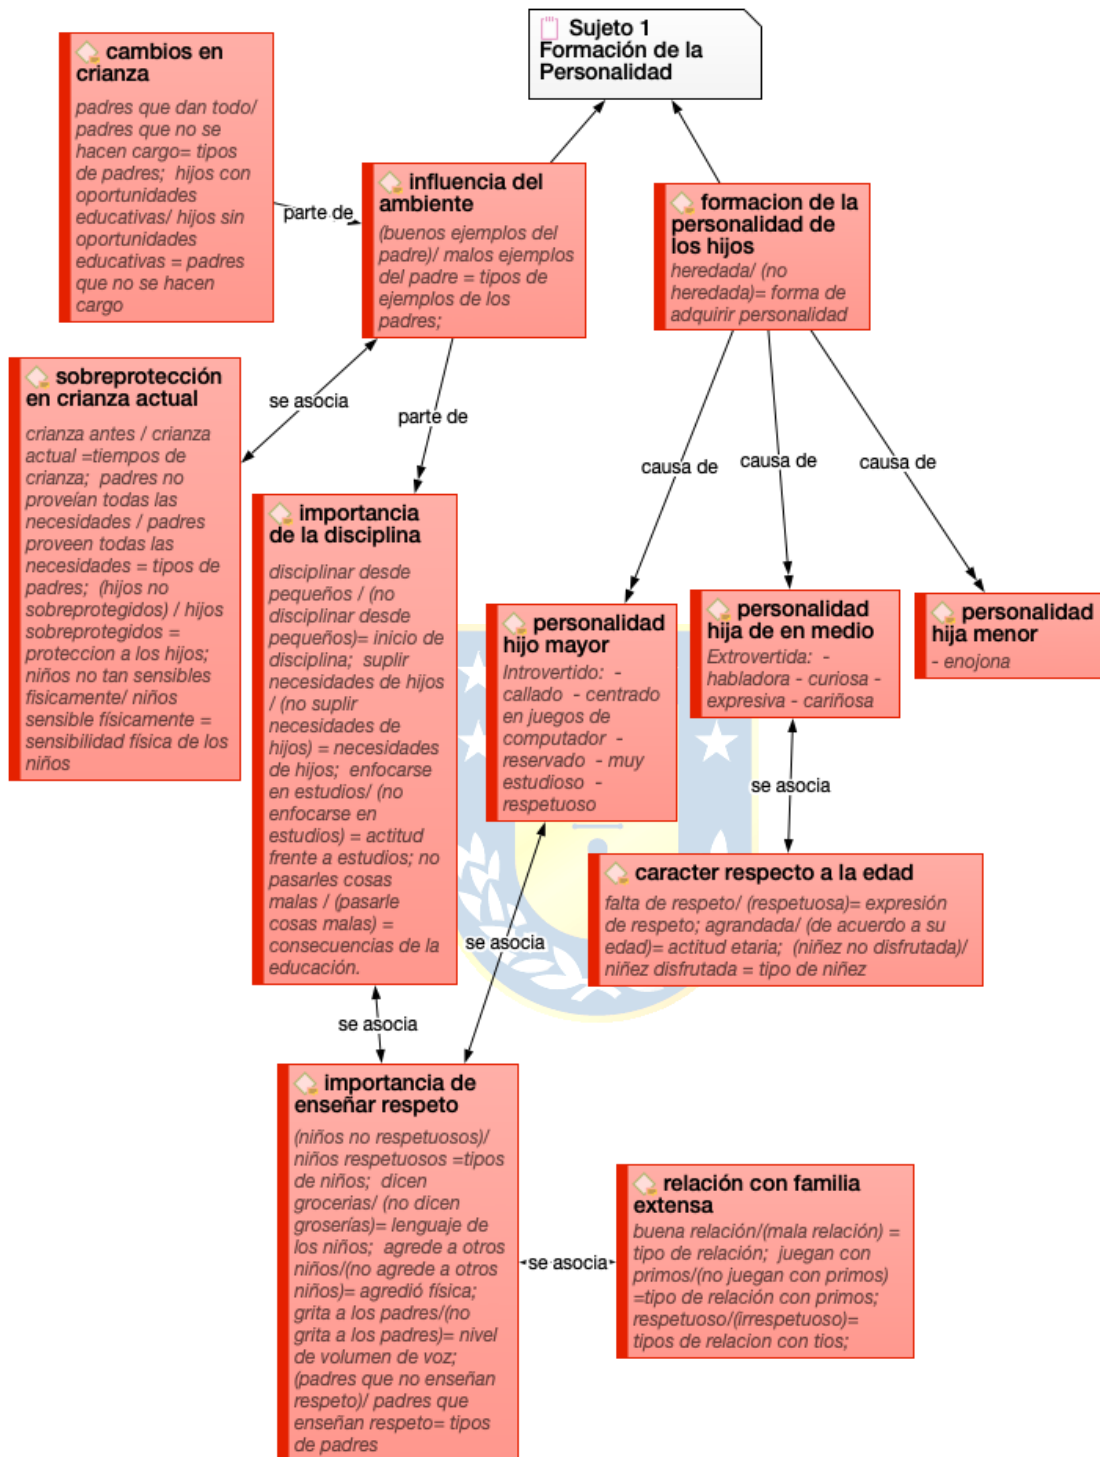 Sujeto 1
Formación de la
Personalidad
cambios en
crianza
padres que dan todo/
padres que no se
hacen cargo= tipos
de padres;  hijos con
oportunidades
educativas/ hijos sin
oportunidades
educativas = padres
que no se hacen
cargo
parte de
influencia del
ambiente
(buenos ejemplos del
padre)/ malos ejemplos
del padre = tipos de
ejemplos de los
padres;
formacion de la
personalidad de
los hijos
heredada/ (no
heredada)= forma de
adquirir personalidad
sobreprotección
en crianza actual
crianza antes / crianza
actual =tiempos de
crianza;  padres no
proveían todas las
necesidades / padres
proveen todas las
necesidades = tipos de
padres;  (hijos no
sobreprotegidos) / hijos
sobreprotegidos =
proteccion a los hijos;
niños no tan sensibles
fisicamente/ niños
sensible físicamente =
sensibilidad física de los
niños
se asocia
parte de
causa de
causa de
causa de
importancia
de la disciplina
disciplinar desde
pequeños / (no
disciplinar desde
pequeños)= inicio de
disciplina;  suplir
necesidades de hijos
/ (no suplir
necesidades de
hijos) = necesidades
de hijos;  enfocarse
en estudios/ (no
enfocarse en
estudios) = actitud
frente a estudios; no
pasarles cosas
malas / (pasarle
cosas malas) =
consecuencias de la
educación.
personalidad
hijo mayor
Introvertido:  -
callado  - centrado
en juegos de
computador  -
reservado  - muy
estudioso  -
respetuoso
personalidad
hija de en medio
Extrovertida:  -
habladora - curiosa -
expresiva - cariñosa
personalidad
hija menor
- enojona
se asocia
caracter respecto a la edad
falta de respeto/ (respetuosa)= expresión
de respeto; agrandada/ (de acuerdo a su
edad)= actitud etaria;  (niñez no disfrutada)/
niñez disfrutada = tipo de niñez
se asocia
se asocia
importancia de
enseñar respeto
(niños no respetuosos)/
niños respetuosos =tipos
de niños;  dicen
grocerias/ (no dicen
groserías)= lenguaje de
los niños;  agrede a otros
niños/(no agrede a otros
niños)= agredió física;
grita a los padres/(no
grita a los padres)= nivel
de volumen de voz;
(padres que no enseñan
respeto)/ padres que
enseñan respeto= tipos
de padres
se asocia
relación con familia
extensa
buena relación/(mala relación) =
tipo de relación;  juegan con
primos/(no juegan con primos)
=tipo de relación con primos;
respetuoso/(irrespetuoso)=
tipos de relacion con tios;